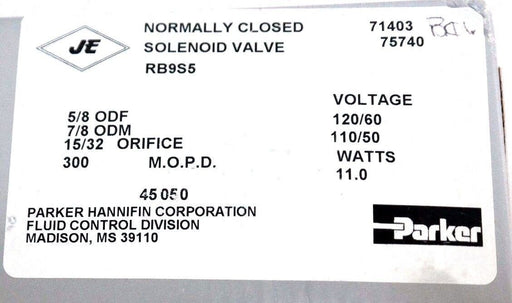 JE
NORMALLY CLOSED 71403
SOLENOID VALVE 75740
RB9S5
VOLTAGE
5/8 ODF 120/60
7/8 ODM 110/50
15/32 ORIFICE WATTS
300 M.O.P.D. 11.0
45050
PARKER HANNIFIN CORPORATION
FLUID CONTROL DIVISION
MADISON, MS 39110
Parker